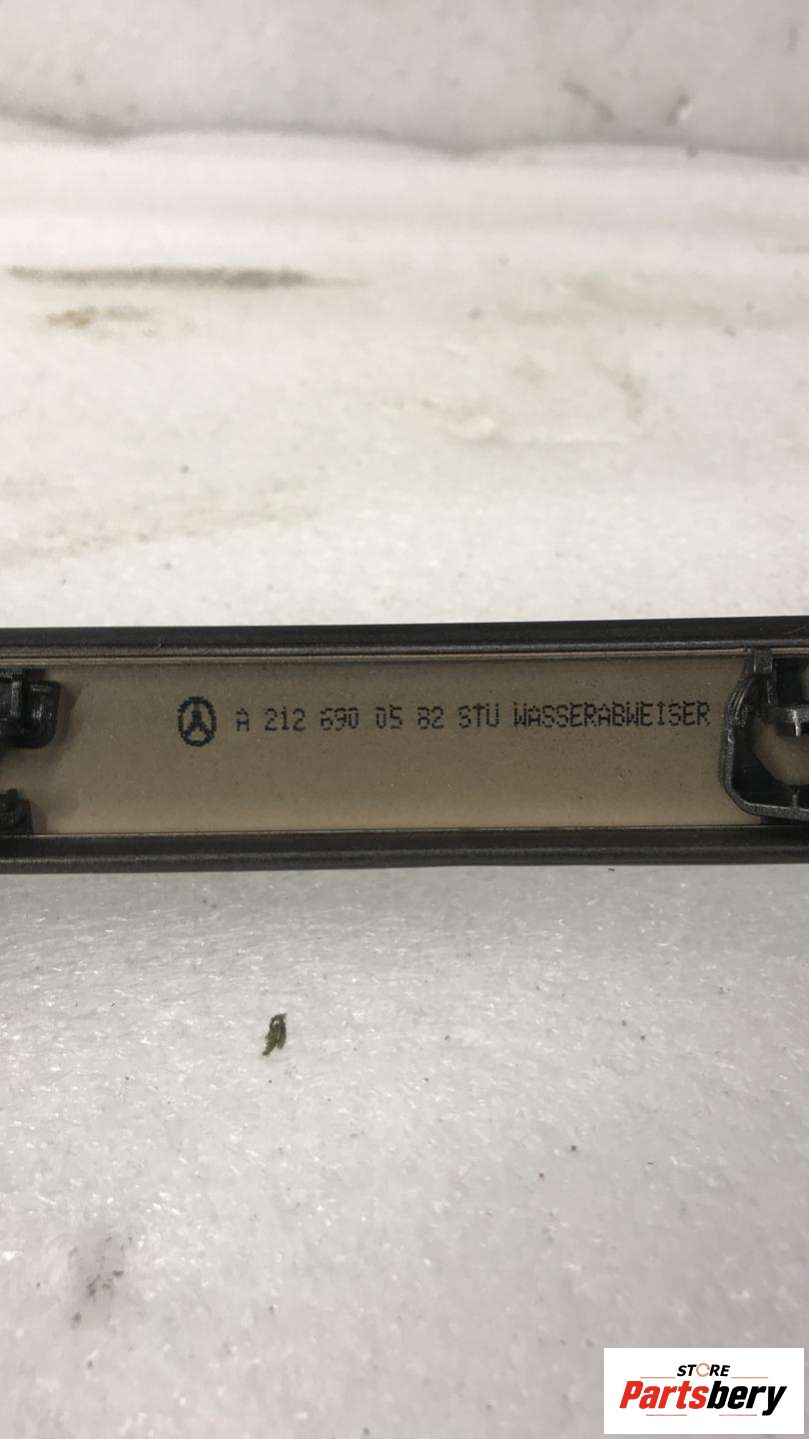 A 212 690 05 82 STU WASSERABWEISER
STORE
Partsbery